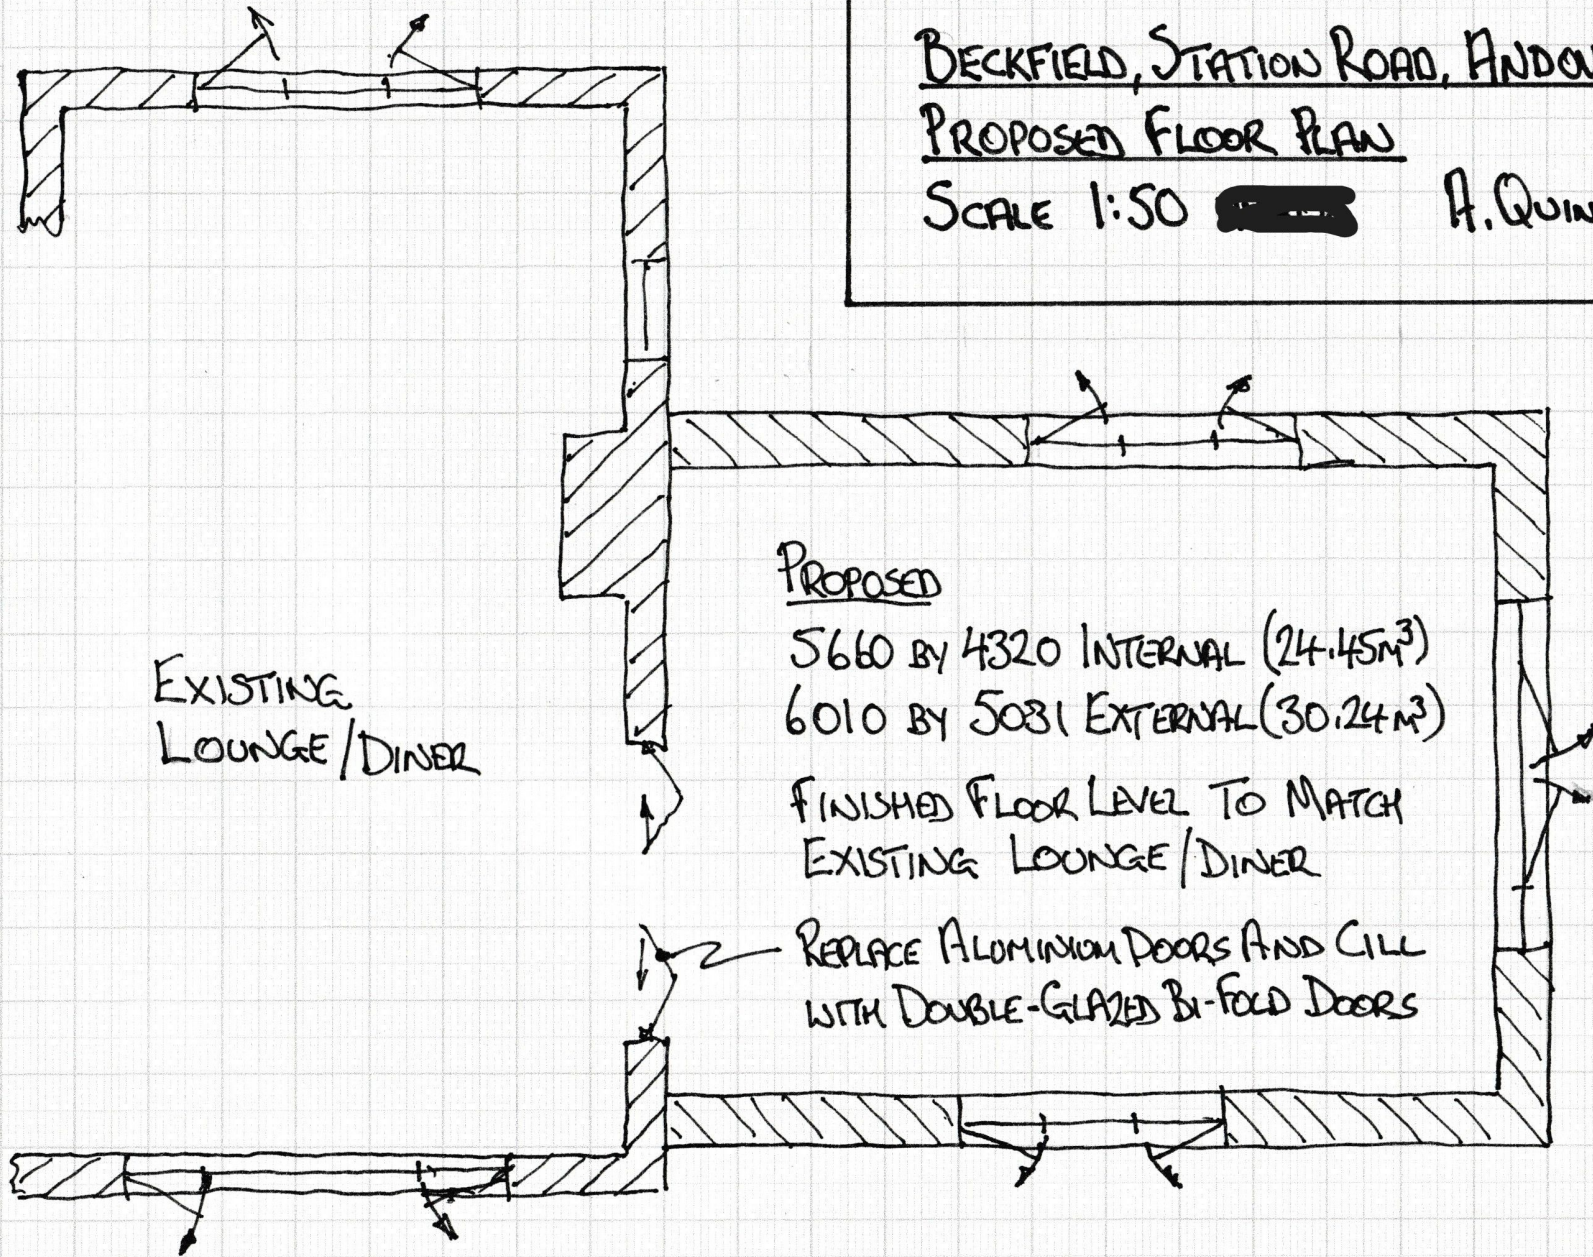 BECKFIELD, STATION ROAD,
PROPOSED FLOOR PLAN
SCALE 1:50 A.
PROPOSED
5660 BY 4320 INTERNAL (24.45M³)
6010 BY 5031 EXTERNAL (30.24M³)
EXISTING
LOUNGE/DINER
FINISHED FLOOR LEVEL TO MATCH
EXISTING LOUNGE/DINER
REPLACE ALUMINIUM DOORS AND CILL
WITH DOUBLE-GLAZED BI-FOLD DOORS